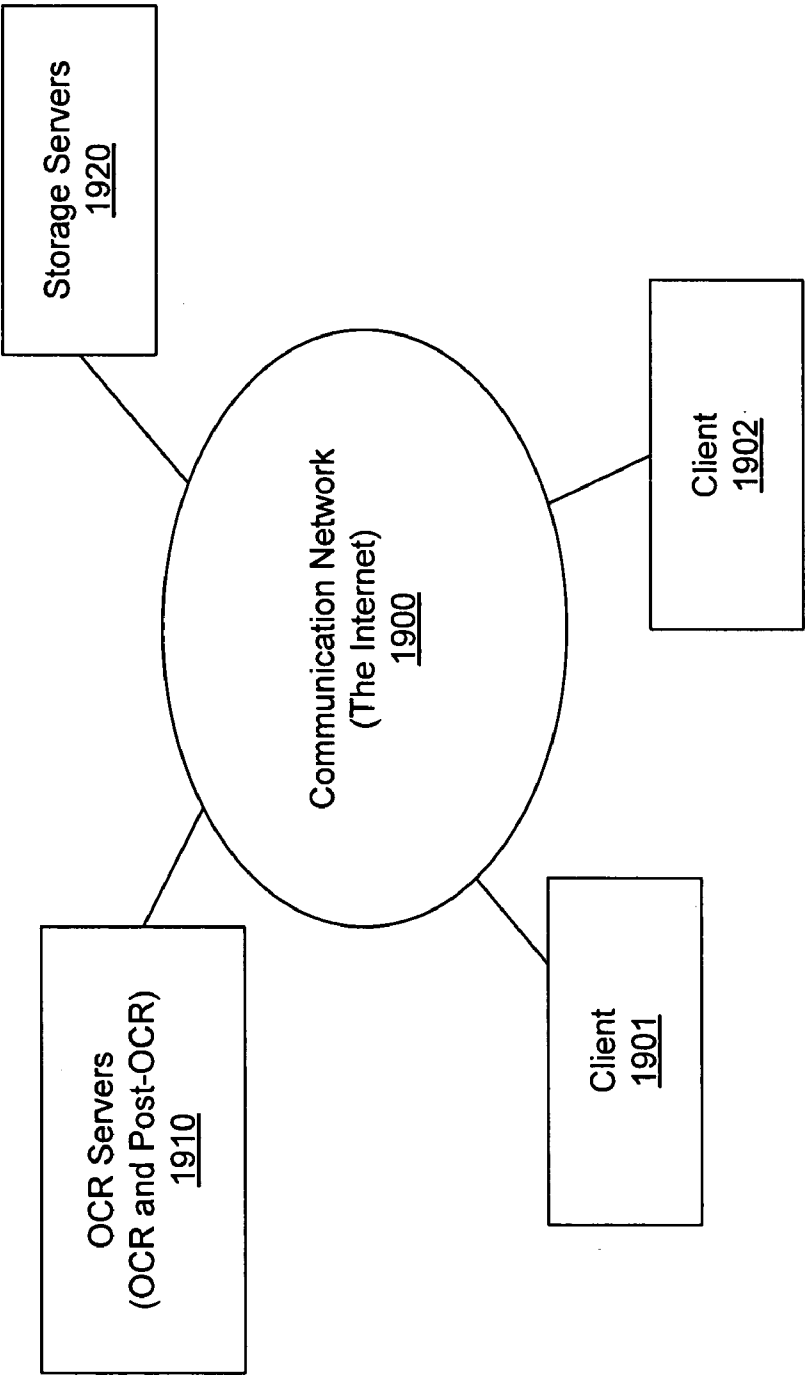 OCR Servers
(OCR and Post-OCR)
1910
Storage Servers
1920
Communication Network
(The Internet)
1900
Client
1901
Client
1902